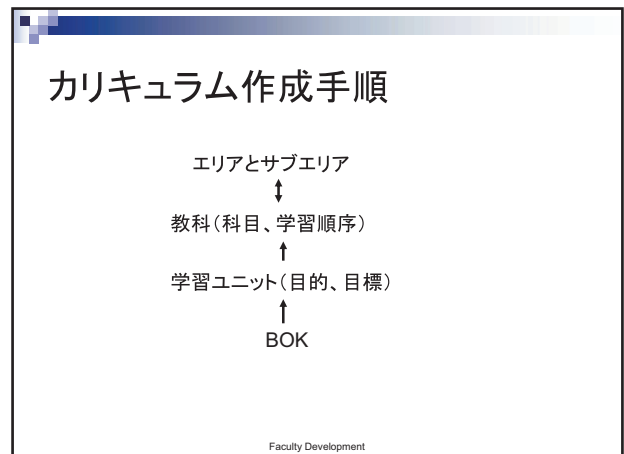 カリキュラム作成手順
エリアとサブエリア
教科(科目、学習順序)
学習ユニット(目的、目標)
BOK
Faculty Development